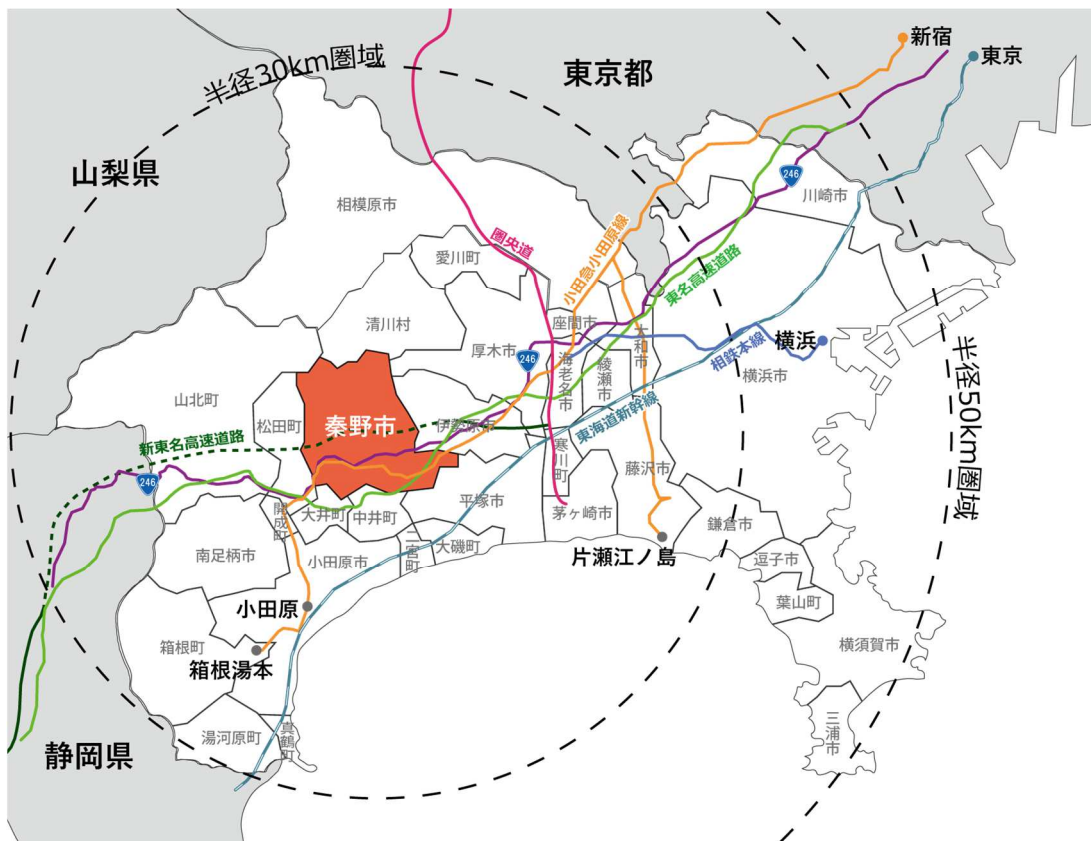 新宿
東京
東京都
半径30km圏域
山梨県
246
川崎市
相模原市
圏央道
小田急小田原線
愛川町
東名高速道路
清川村
座間市
厚木市
大和市
横浜
246
海老名市
綾瀬市
相鉄本線
横浜市
半径50km圏域
山北町
松田町
秦野市
伊勢原市
東海道新幹線
新東名高速道路
寒川町
藤沢市
246
平塚市
開成町
大井町
中井町
茅ヶ崎市
鎌倉市
二宮町
大磯町
南足柄市
小田原市
片瀬江ノ島
逗子市
小田原
葉山町
箱根町
箱根湯本
横須賀市
湯河原町
真鶴町
三浦市
静岡県